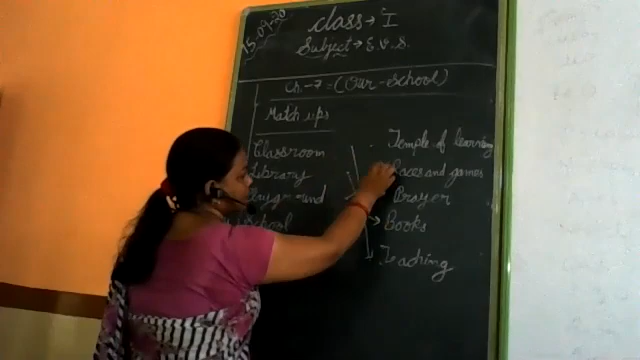 15-09-20
Class → I
Subject → E.V.S.
Ch. - 7 = (Our - School)
Match ups
Classroom Temple of learning
Library Races and games
Prayer
School Books
Teaching